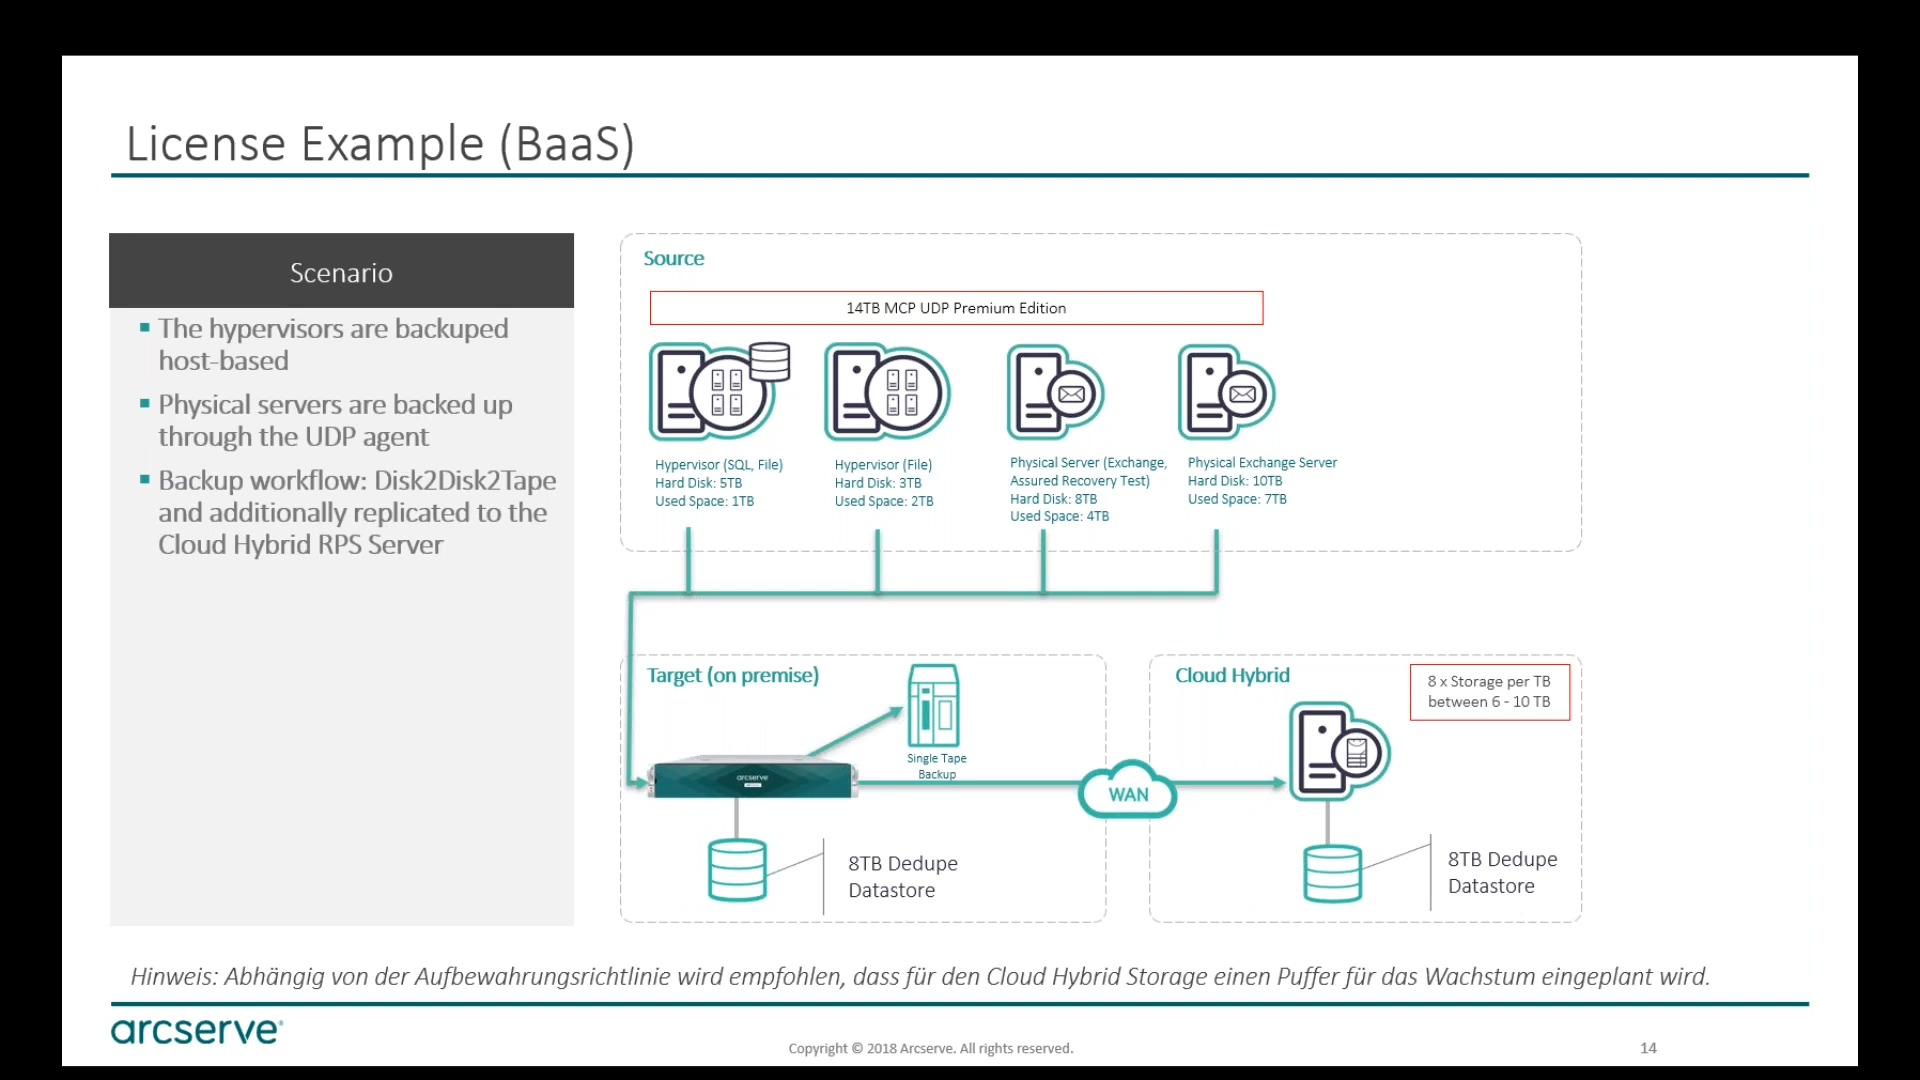 License Example (BaaS)
Scenario
▪ The hypervisors are backuped
host-based
▪ Physical servers are backed up
through the UDP agent
▪ Backup workflow: Disk2Disk2Tape
and additionally replicated to the
Cloud Hybrid RPS Server
Source
14TB MCP UDP Premium Edition
Hypervisor (SQL, File)
Hard Disk: 5TB
Used Space: 1TB
Hypervisor (File)
Hard Disk: 3TB
Used Space: 2TB
Physical Server (Exchange,
Assured Recovery Test)
Hard Disk: 8TB
Used Space: 4TB
Physical Exchange Server
Hard Disk: 10TB
Used Space: 7TB
Target (on premise)
Single Tape
Backup
arcserve
8TB Dedupe
Datastore
WAN
Cloud Hybrid
8 x Storage per TB
between 6 - 10 TB
8TB Dedupe
Datastore
Hinweis: Abhängig von der Aufbewahrungsrichtlinie wird empfohlen, dass für den Cloud Hybrid Storage einen Puffer für das Wachstum eingeplant wird.
arcserve®
Copyright © 2018 Arcserve. All rights reserved.
14